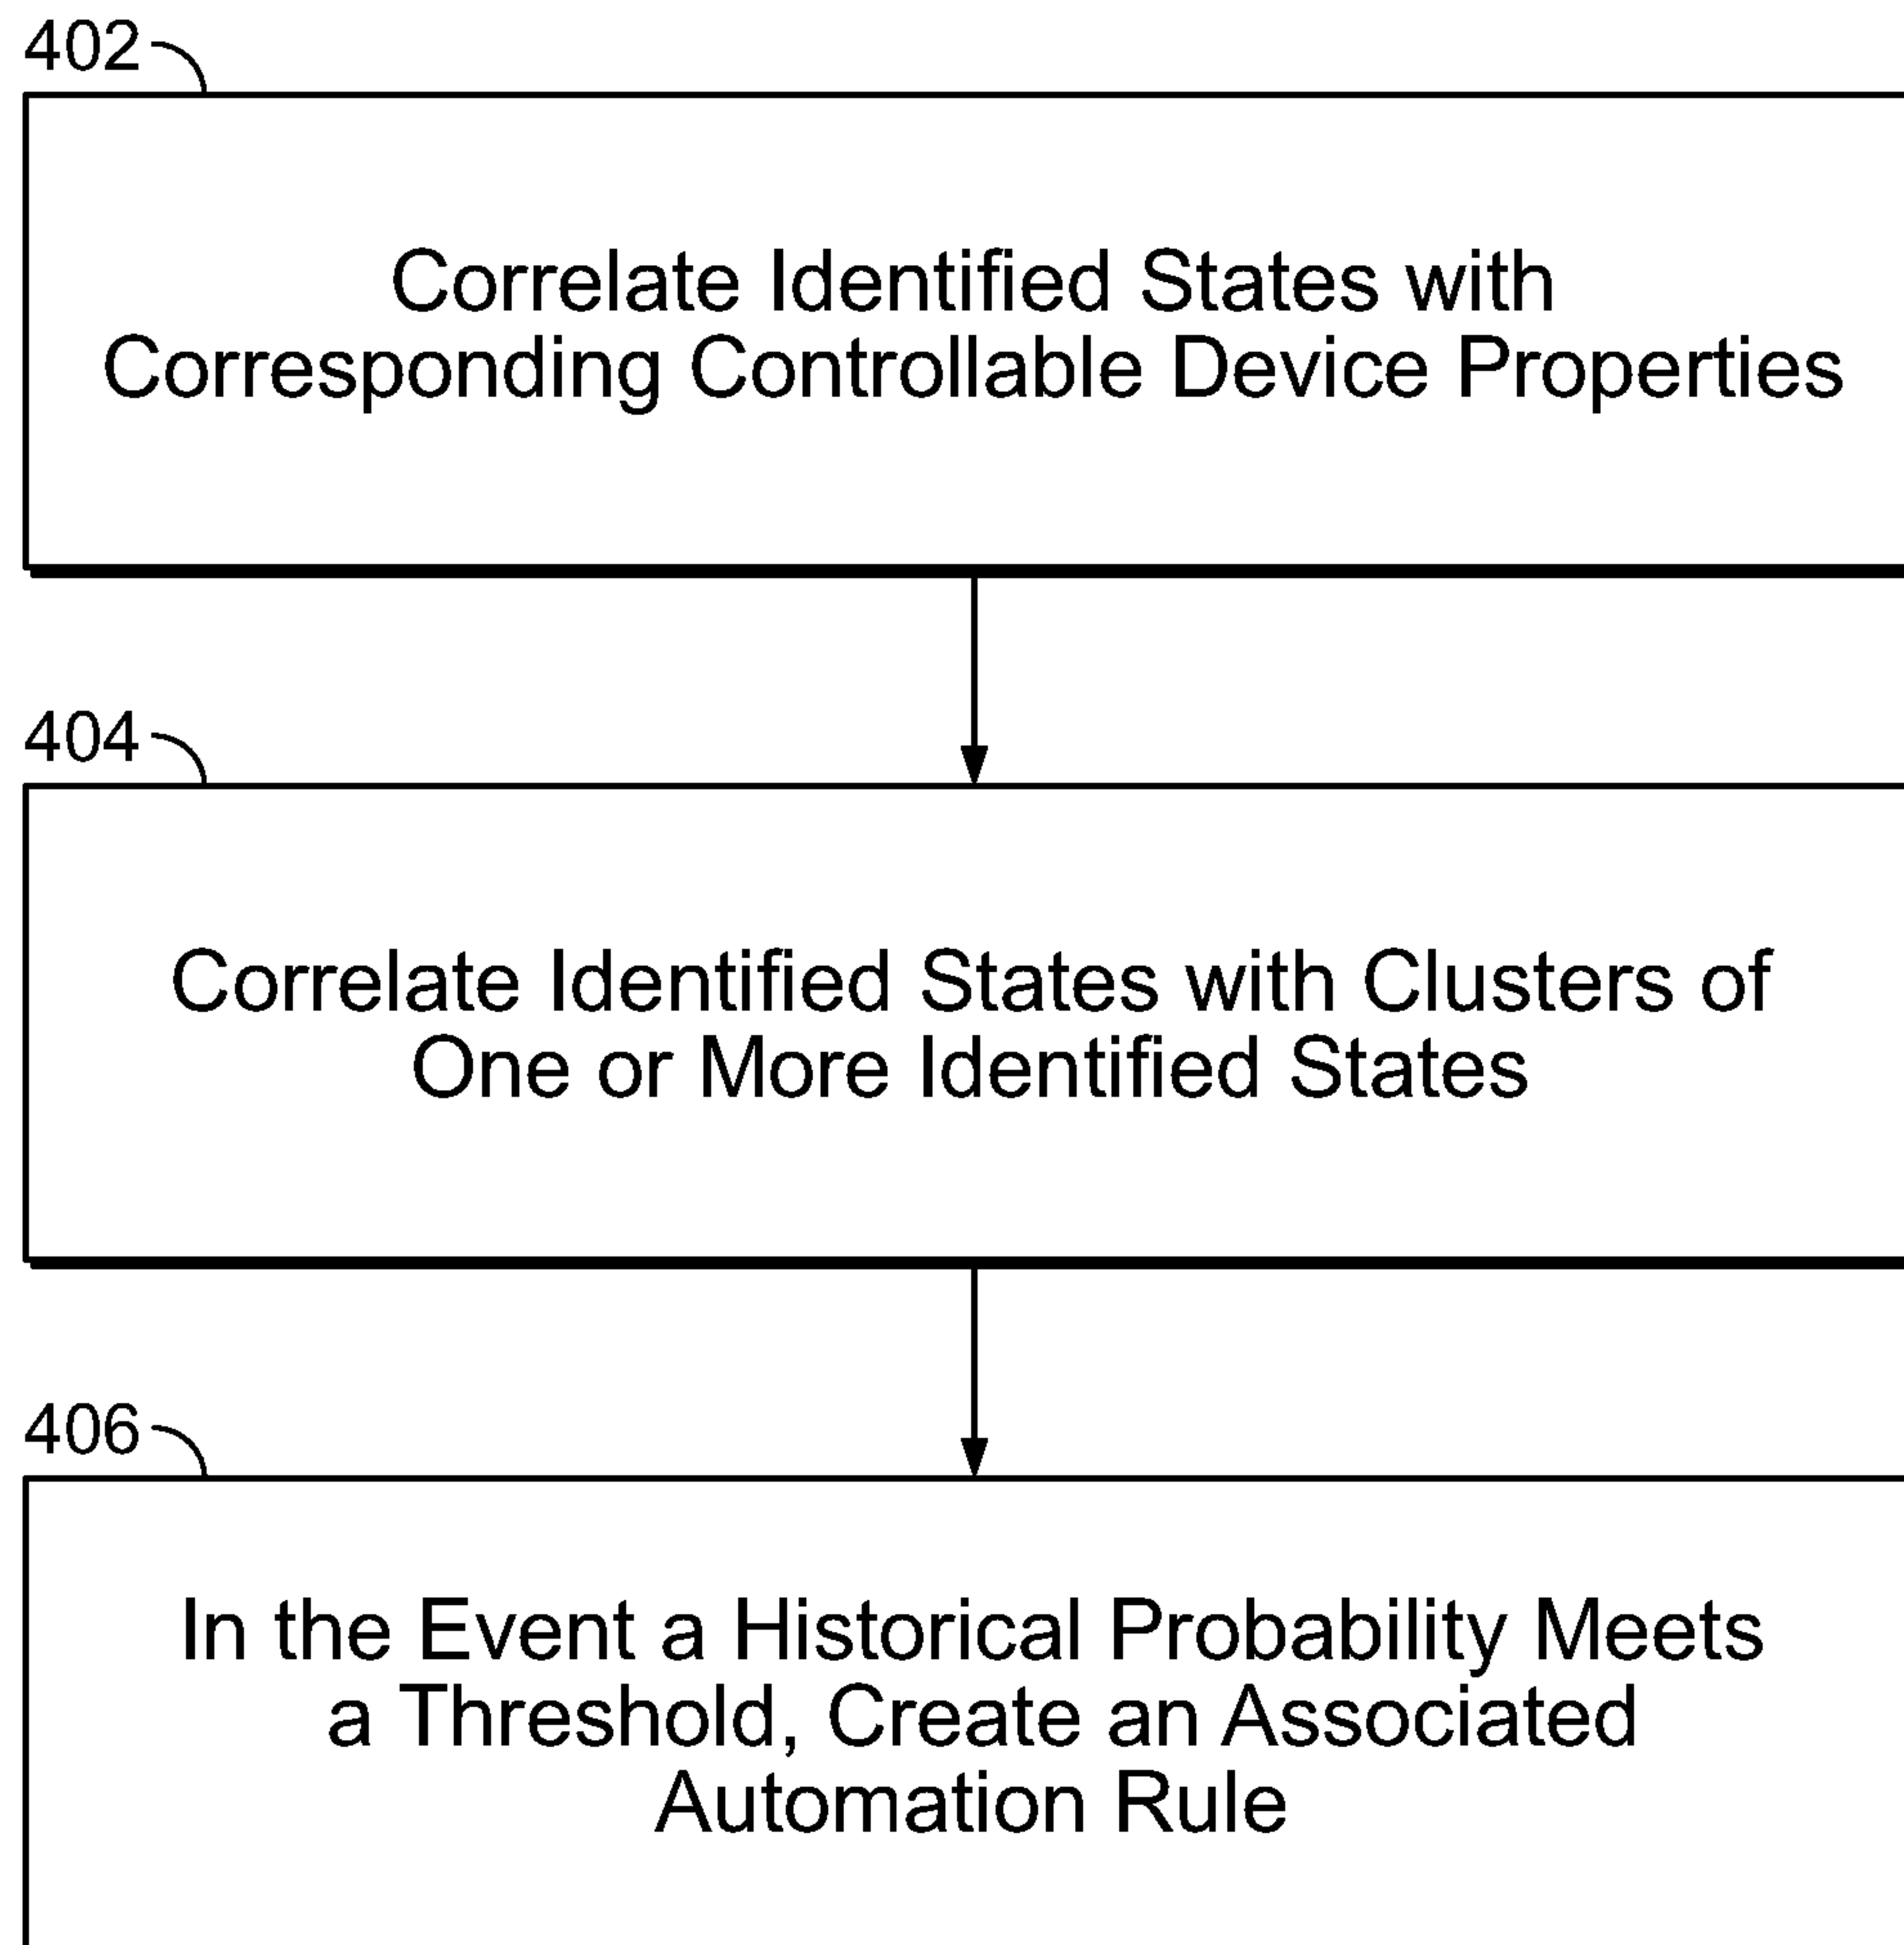 402
Correlate Identified States with
Corresponding Controllable Device Properties
404
Correlate Identified States with Clusters of
One or More Identified States
406
In the Event a Historical Probability Meets
a Threshold, Create an Associated
Automation Rule